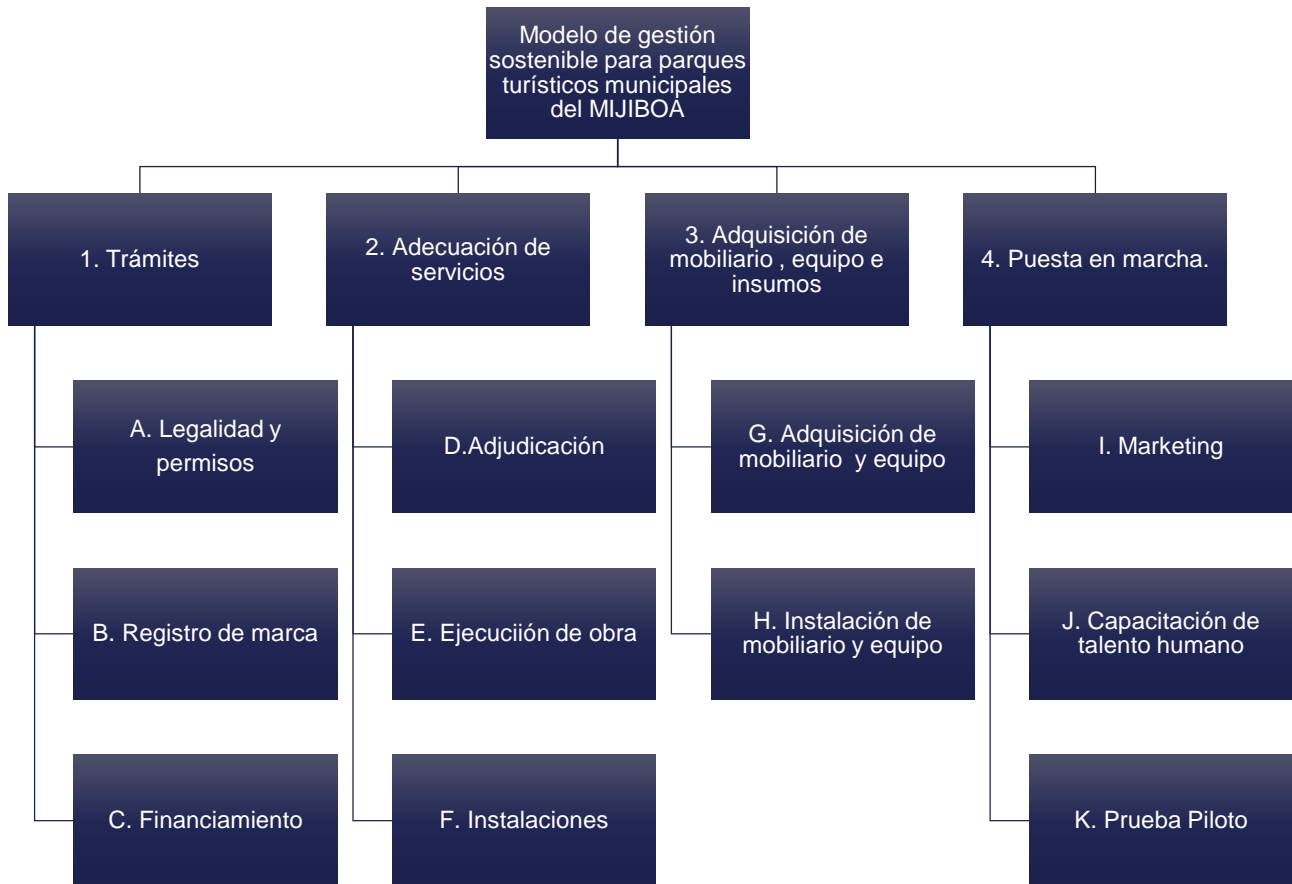 Modelo de gestión
sostenible para parques
turísticos municipales
del MIJIBOA
1. Trámites
2. Adecuación de
servicios
3. Adquisición de
mobiliario , equipo e
insumos
4. Puesta en marcha.
A. Legalidad y
permisos
D.Adjudicación
G. Adquisición de
mobiliario y equipo
I. Marketing
B. Registro de marca
E. Ejecuciión de obra
H. Instalación de
mobiliario y equipo
J. Capacitación de
talento humano
C. Financiamiento
F. Instalaciones
K. Prueba Piloto